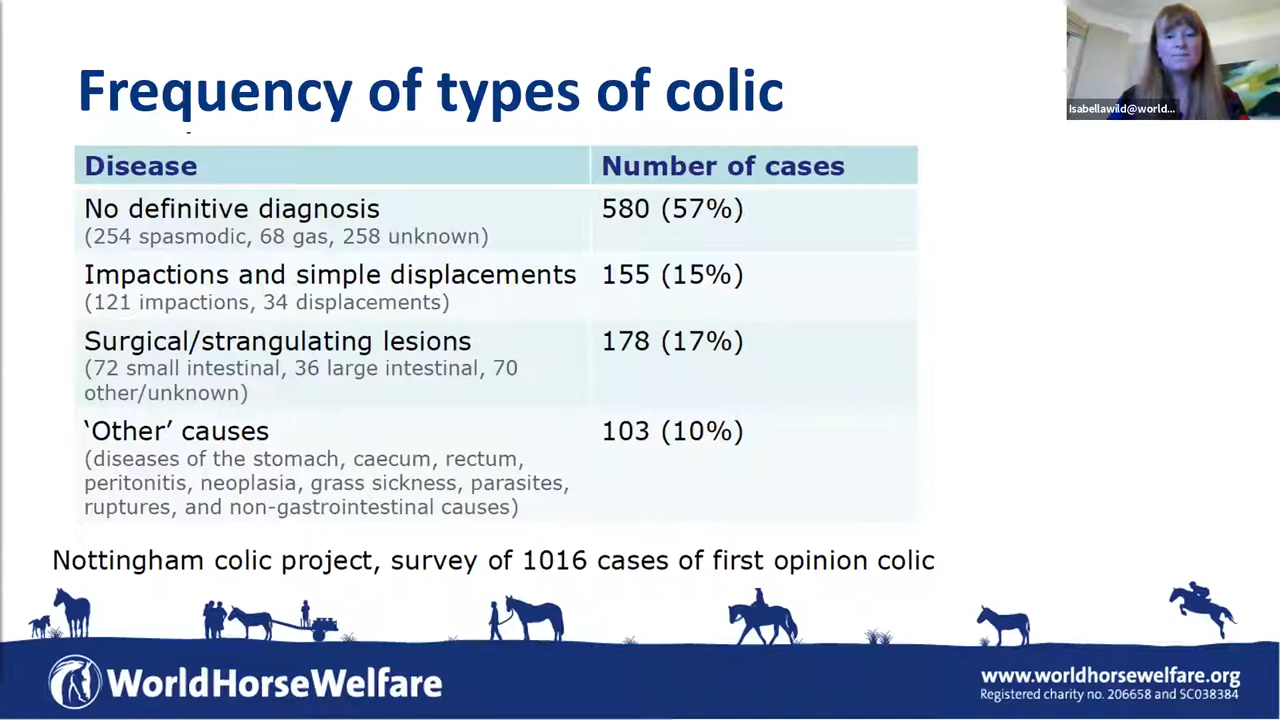 Frequency of types of colic
Isabellawild@world...
Disease Number of cases
No definitive diagnosis 580 (57%)
(254 spasmodic, 68 gas, 258 unknown)
Impactions and simple displacements 155 (15%)
(121 impactions, 34 displacements)
Surgical/strangulating lesions 178 (17%)
(72 small intestinal, 36 large intestinal, 70
other/unknown)
‘Other’ causes 103 (10%)
(diseases of the stomach, caecum, rectum,
peritonitis, neoplasia, grass sickness, parasites,
ruptures, and non-gastrointestinal causes)
Nottingham colic project, survey of 1016 cases of first opinion colic
WorldHorseWelfare
www.worldhorsewelfare.org
Registered charity no. 206658 and SC038384